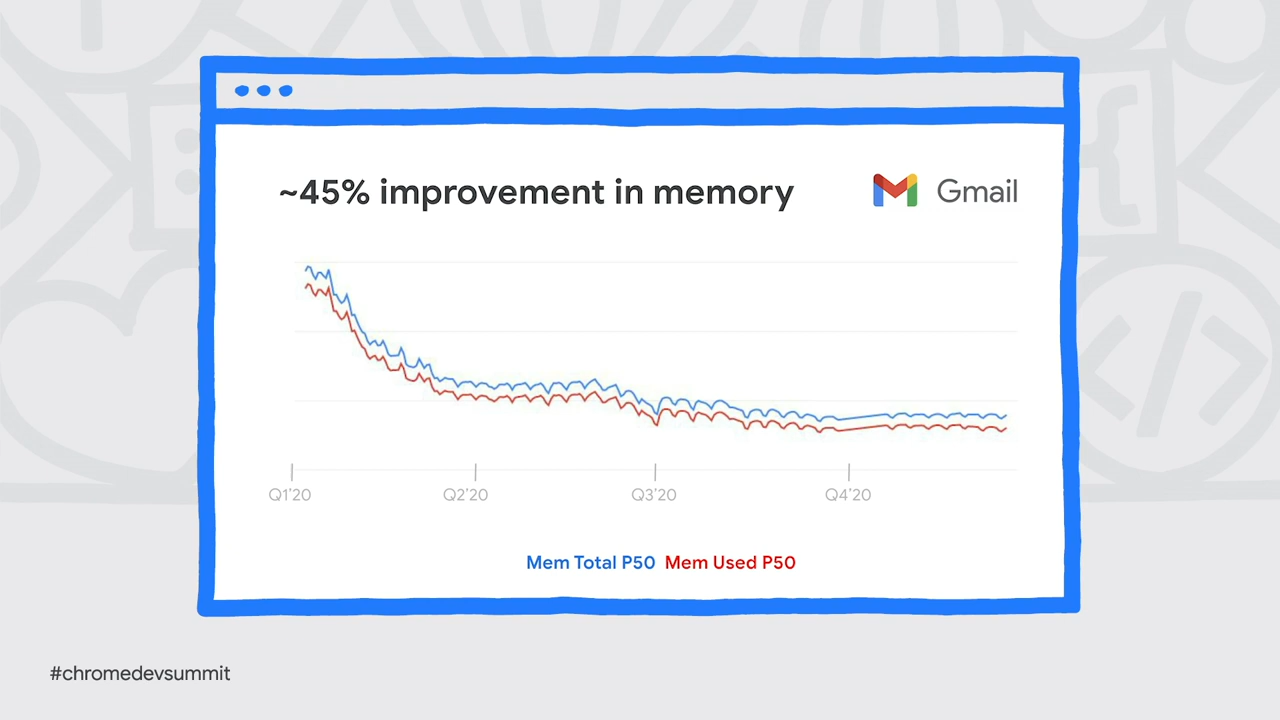 ~45% improvement in memory
Gmail
Q1'20 Q2'20 Q3'20 Q4'20
Mem Total P50 Mem Used P50
#chromedevsummit